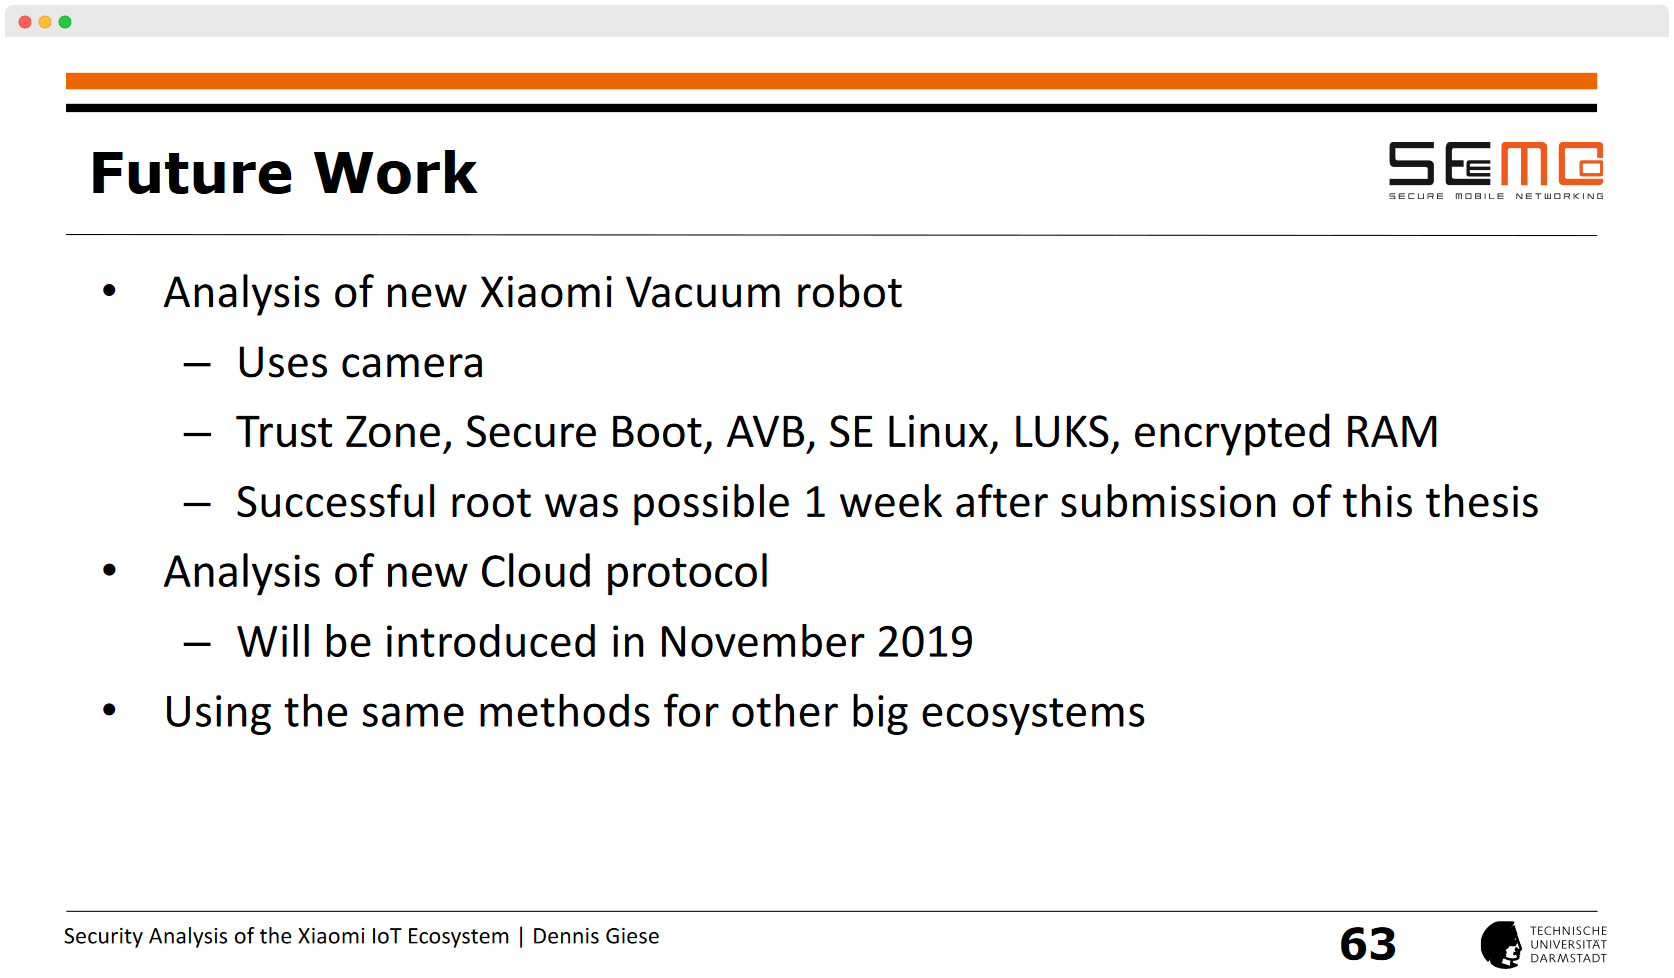 Future Work
SEEMOO
SECURE MOBILE NETWORKING
• Analysis of new Xiaomi Vacuum robot
– Uses camera
– Trust Zone, Secure Boot, AVB, SE Linux, LUKS, encrypted RAM
– Successful root was possible 1 week after submission of this thesis
• Analysis of new Cloud protocol
– Will be introduced in November 2019
• Using the same methods for other big ecosystems
Security Analysis of the Xiaomi IoT Ecosystem | Dennis Giese
63
TECHNISCHE
UNIVERSITÄT
DARMSTADT